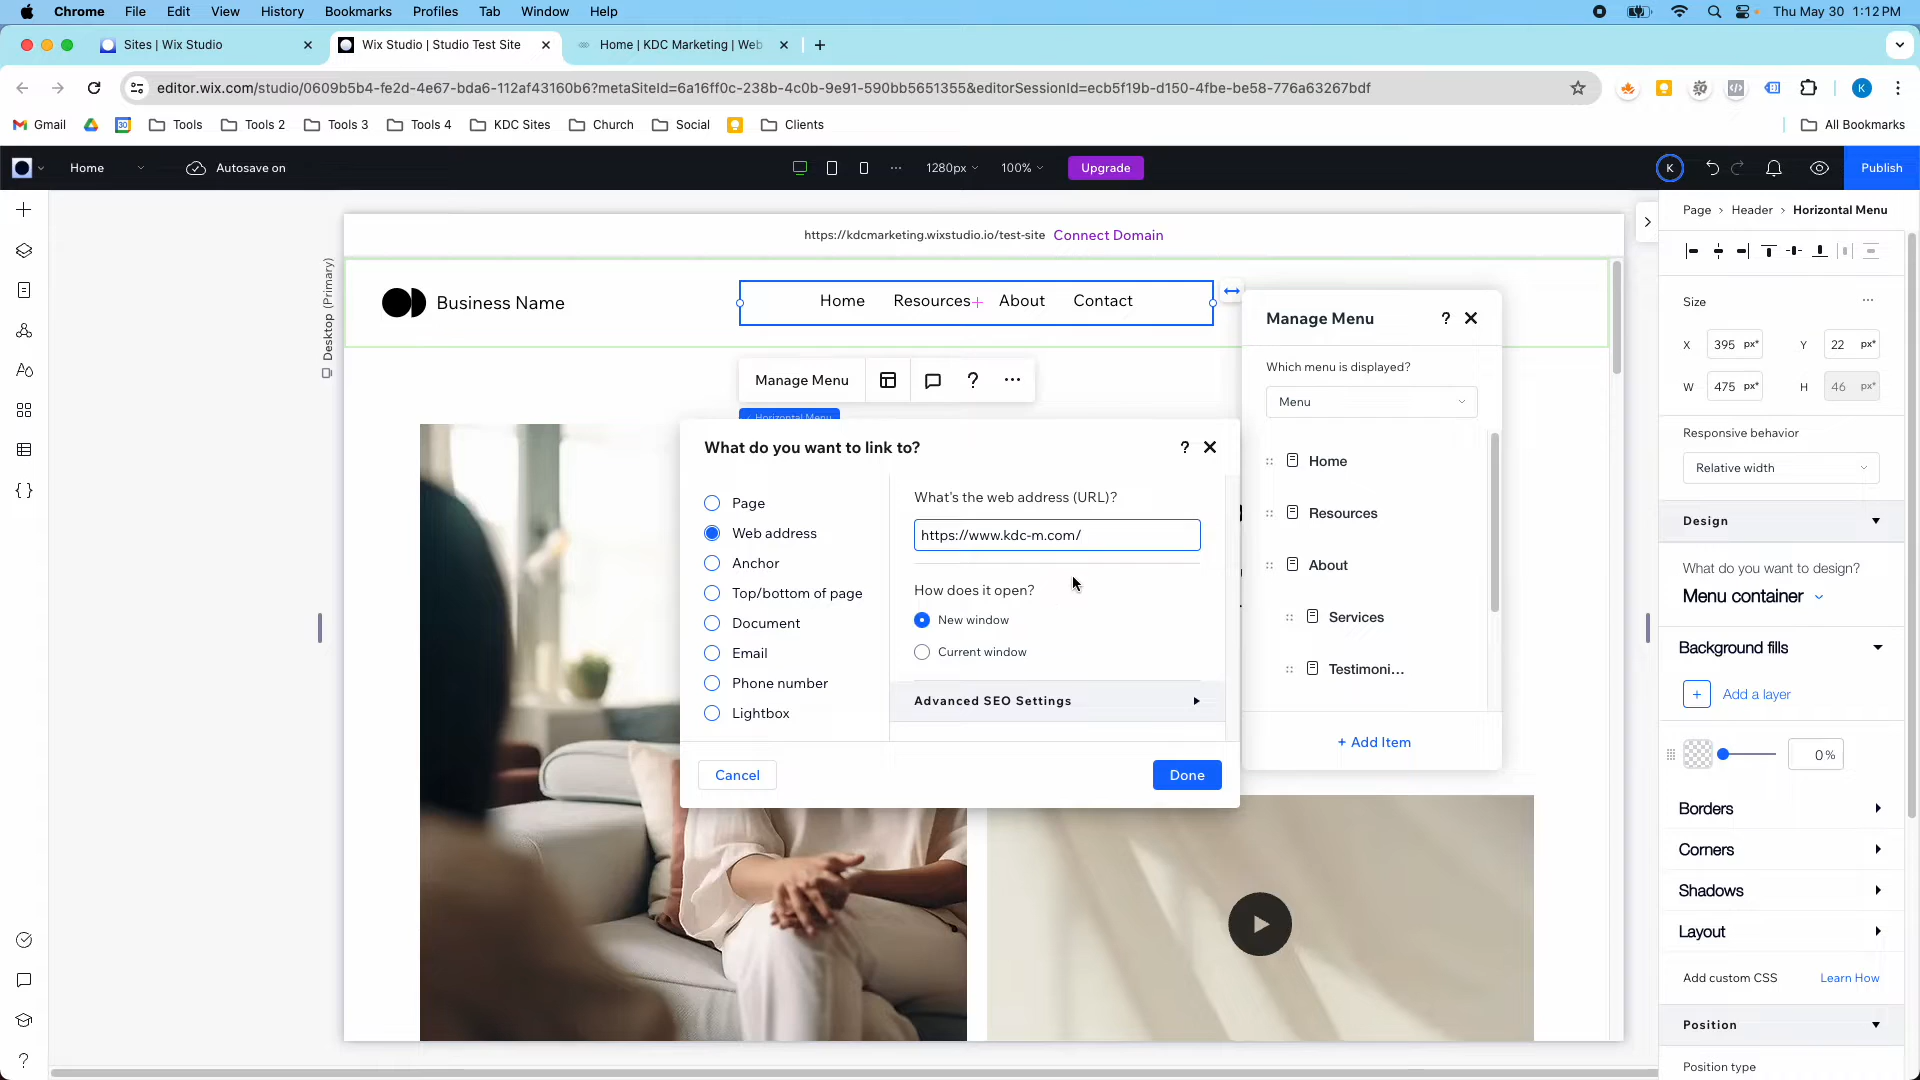 Chrome File Edit View History Bookmarks Profiles Tab Window Help Thu May 30 1:12 PM
Sites | Wix Studio
Wix Studio | Studio Test Site
Home | KDC Marketing | Web
editor.wix.com/studio/0609b5b4-fe2d-4e67-bda6-112af43160b6?metaSiteId=6a16ff0c-238b-4c0b-9e91-590bb5651355&editorSessionId=ecb5f19b-d150-4fbe-be58-776a63267bdf
K
Gmail Tools Tools 2 Tools 3 Tools 4 KDC Sites Church Social Clients All Bookmarks
Home Autosave on 1280px 100% Upgrade K Publish
Page > Header > Horizontal Menu
https://kdcmarketing.wixstudio.io/test-site Connect Domain
Desktop (Primary)
Business Name
Home Resources About Contact
Manage Menu
Horizontal Menu
Manage Menu
Which menu is displayed?
Menu
Home
Resources
About
Services
Testimoni...
+ Add Item
What do you want to link to?
Page
Web address
Anchor
Top/bottom of page
Document
Email
Phone number
Lightbox
What's the web address (URL)?
https://www.kdc-m.com/
How does it open?
New window
Current window
Advanced SEO Settings
Cancel
Done
Size
X 395 px* Y 22 px*
W 475 px* H 46 px*
Responsive behavior
Relative width
Design
What do you want to design?
Menu container
Background fills
Add a layer
0%
Borders
Corners
Shadows
Layout
Add custom CSS Learn How
Position
Position type